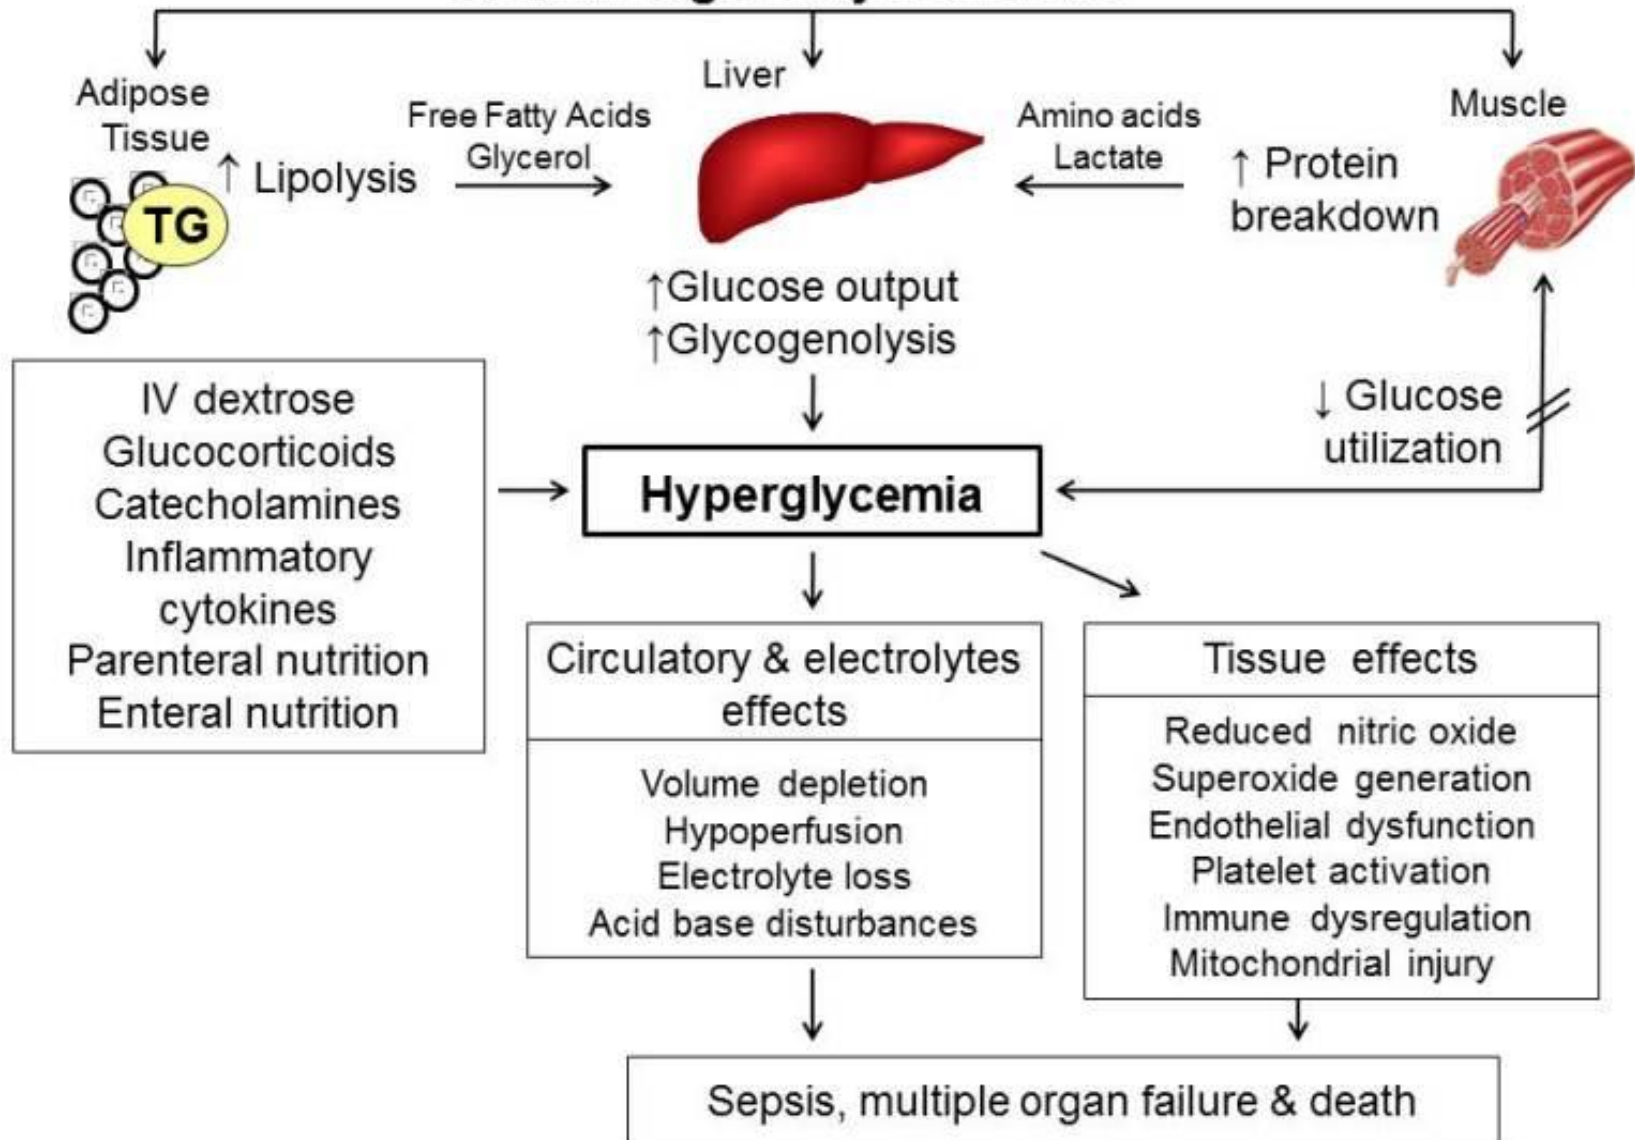 Adipose
Tissue
↑ Lipolysis
TG
Free Fatty Acids
Glycerol
Liver
Amino acids
Lactate
Muscle
↑ Protein
breakdown
↑Glucose output
↑Glycogenolysis
↓ Glucose
utilization
IV dextrose
Glucocorticoids
Catecholamines
Inflammatory
cytokines
Parenteral nutrition
Enteral nutrition
Hyperglycemia
Circulatory & electrolytes
effects
Volume depletion
Hypoperfusion
Electrolyte loss
Acid base disturbances
Tissue effects
Reduced nitric oxide
Superoxide generation
Endothelial dysfunction
Platelet activation
Immune dysregulation
Mitochondrial injury
Sepsis, multiple organ failure & death